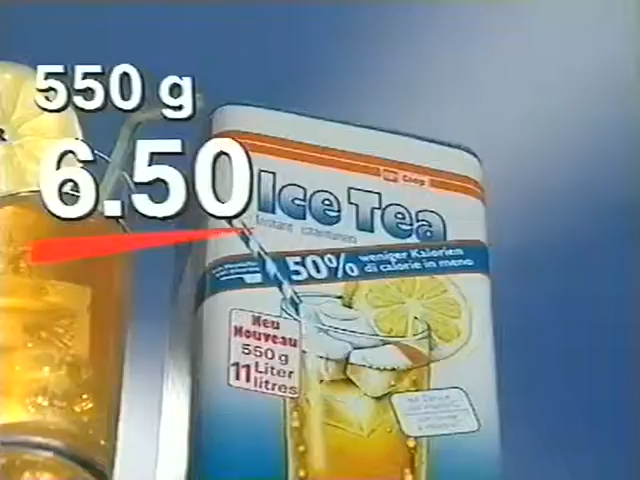 550 g
6.50
Coop
Ice Tea
Instant
50%
weniger Kalorien
di calorie in meno
Neu
Nouveau
550 g
11 Liter
litres